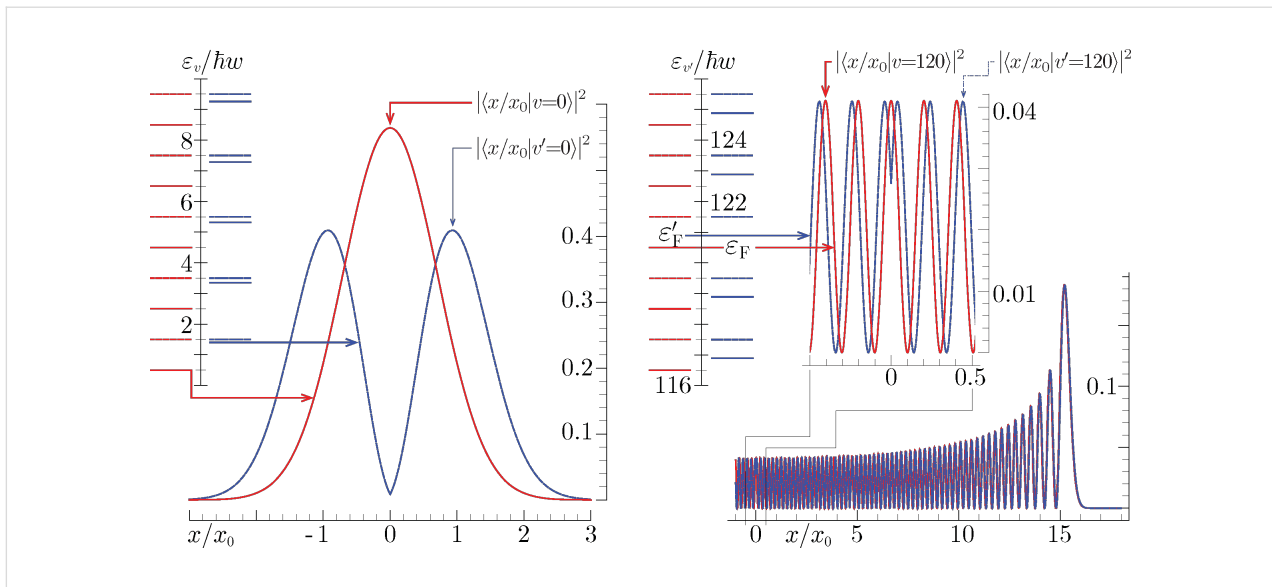 εᵥ/ħw
8
6
4
2
|⟨x/x₀|v=0⟩|²
|⟨x/x₀|v′=0⟩|²
0.4
0.3
0.2
0.1
x/x₀ -1 0 1 2 3
εᵥ′/ħw
124
122
116
ε′F
εF
|⟨x/x₀|v=120⟩|²
|⟨x/x₀|v′=120⟩|²
0.04
0.01
0 0.5
0.1
0 x/x₀ 5 10 15